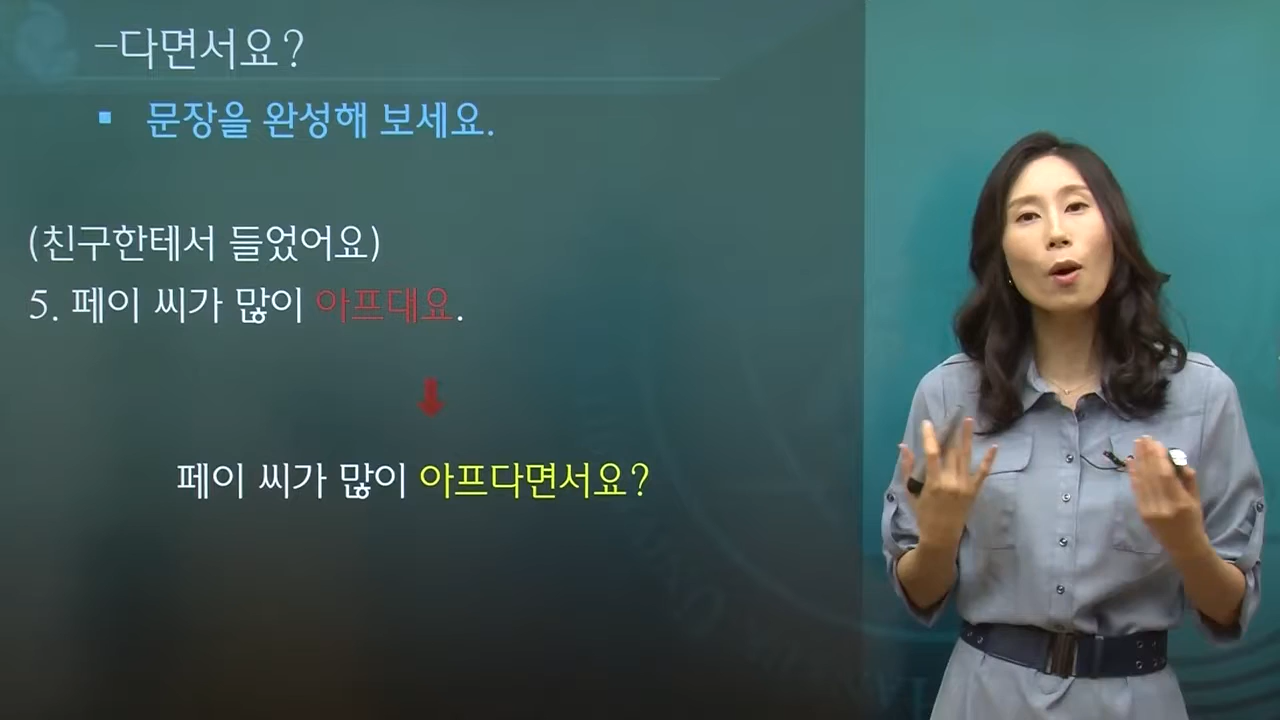 -다면서요?
▪ 문장을 완성해 보세요.
(친구한테서 들었어요)
5. 페이 씨가 많이 아프대요.
페이 씨가 많이 아프다면서요?